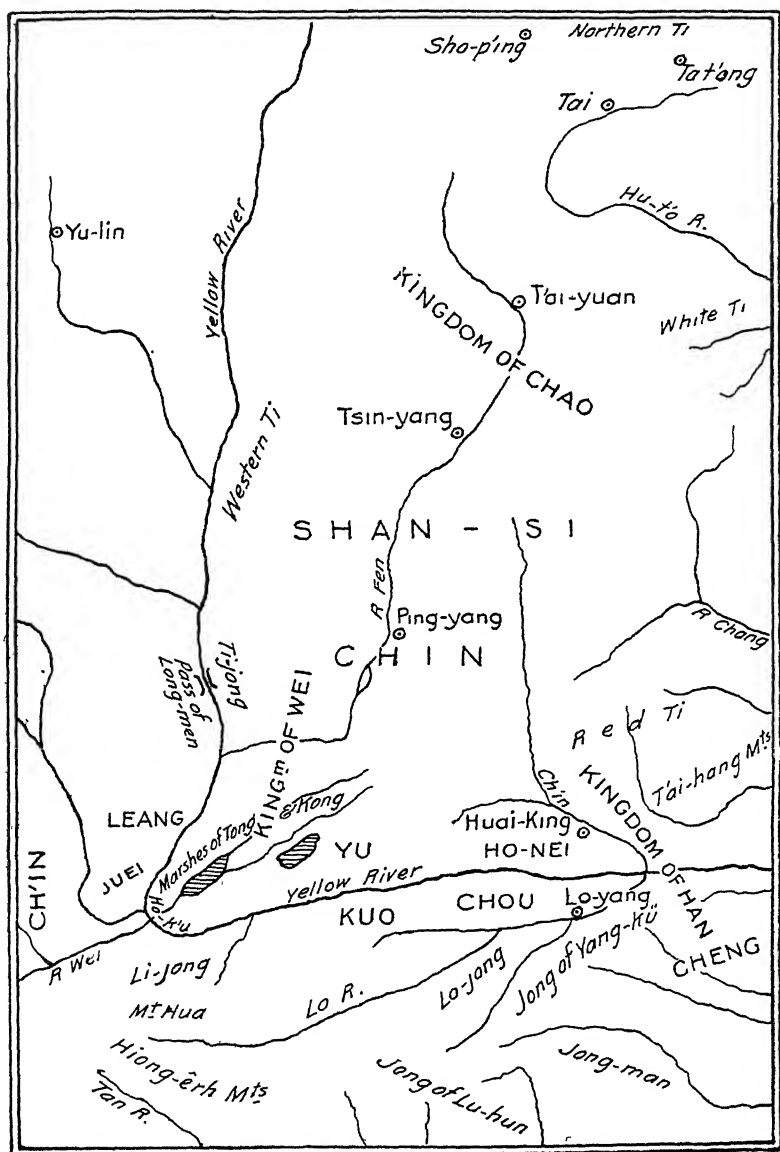 Northern Ti
Sho-p'ing
Tat'ong
Tai
Hu-t'o R.
Yu-lin
Yellow River
KINGDOM OF CHAO
T'ai-yuan
White Ti
Tsin-yang
Western Ti
SHAN-SI
R Fen
Ping-yang
R Chang
CHIN
Ti-jong
Pass of
Long-men
KINGm OF WEI
Red Ti
T'ai-hang Mts
Chin
KINGDOM OF HAN
LEANG
Marshes of Tong & Kong
Huai-King
YU
HO-NEI
JUEI
CH'IN
Ho-k'u
Yellow River
KUO
CHOU
Lo-yang
CHENG
R Wei
Li-jong
Mt Hua
Lo R.
Lo-jong
Jong of Yang-Kü
Hiong-êrh Mts
Tan R.
Jong of Lu-hun
Jong-man